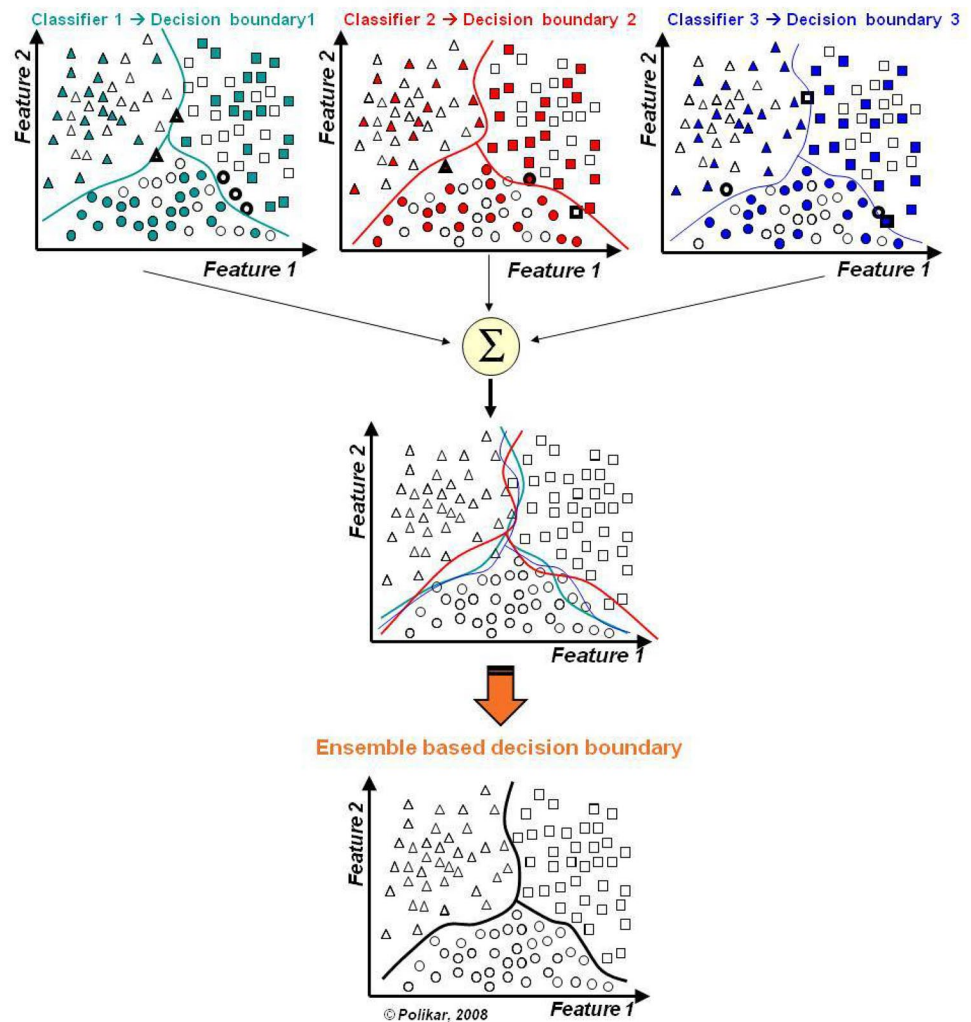 Classifier 1 → Decision boundary1
Classifier 2 → Decision boundary 2
Classifier 3 → Decision boundary 3
Feature 2
Feature 1
Feature 2
Feature 1
Feature 2
Feature 1
Σ
Feature 2
Feature 1
Ensemble based decision boundary
Feature 2
Feature 1
© Polikar, 2008